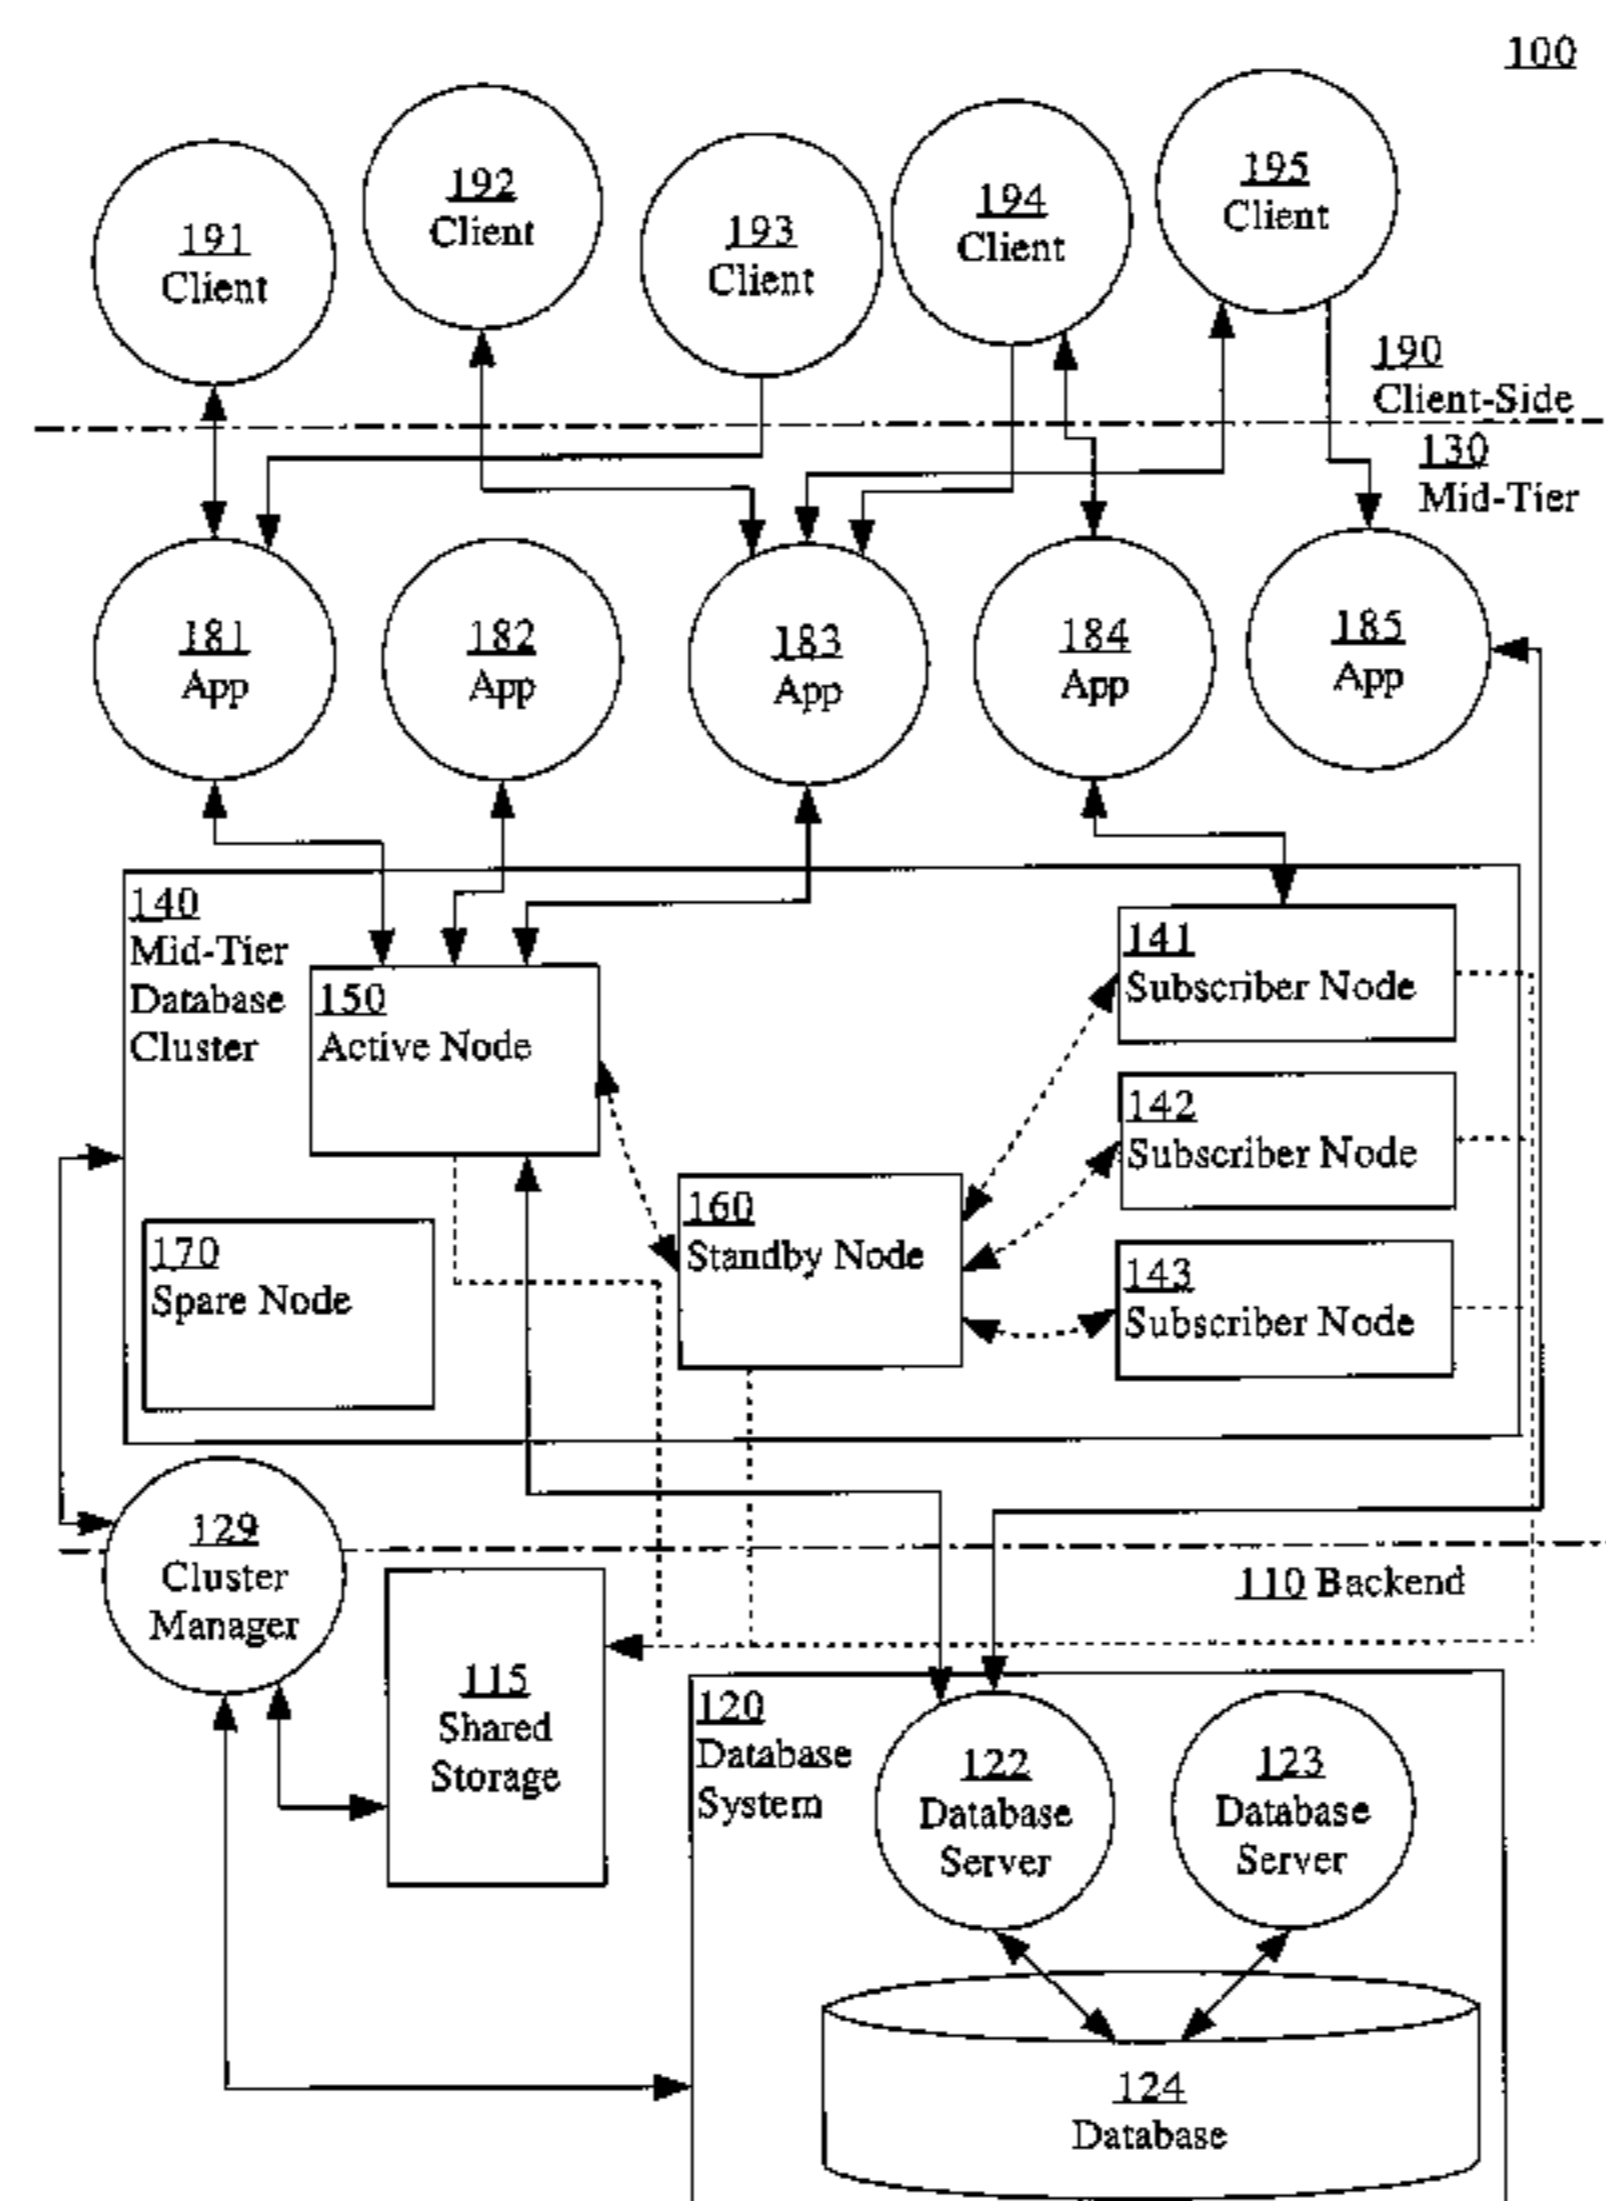 100
191
Client
192
Client
193
Client
194
Client
195
Client
190
Client-Side
130
Mid-Tier
181
App
182
App
183
App
184
App
185
App
140
Mid-Tier
Database
Cluster
150
Active Node
141
Subscriber Node
142
Subscriber Node
160
Standby Node
143
Subscriber Node
170
Spare Node
129
Cluster
Manager
110 Backend
115
Shared
Storage
120
Database
System
122
Database
Server
123
Database
Server
124
Database